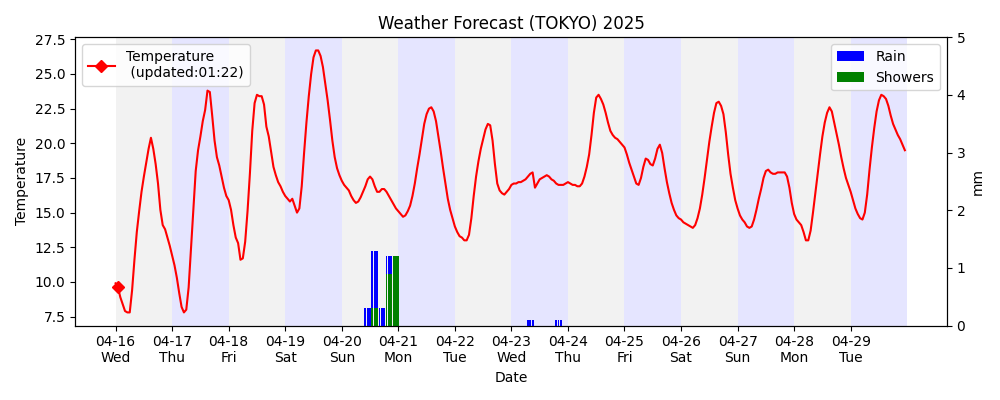 Weather Forecast (TOKYO) 2025
Temperature
(updated:01:22)
Rain
Showers
27.5
25.0
22.5
20.0
17.5
15.0
12.5
10.0
7.5
Temperature
5
4
3
2
1
0
mm
04-16 04-17 04-18 04-19 04-20 04-21 04-22 04-23 04-24 04-25 04-26 04-27 04-28 04-29
Wed Thu Fri Sat Sun Mon Tue Wed Thu Fri Sat Sun Mon Tue
Date